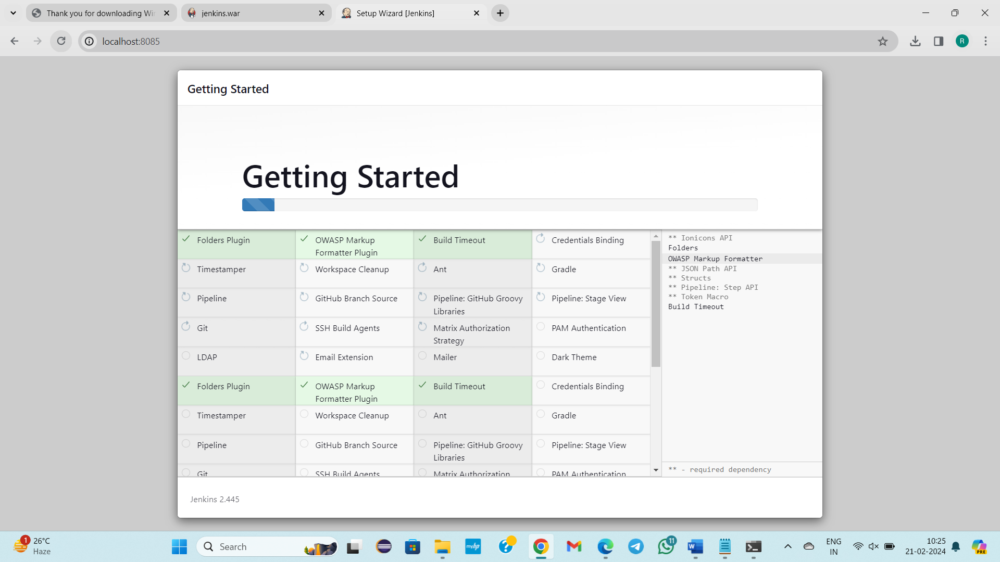 Thank you for downloading Wi
jenkins.war
Setup Wizard [Jenkins]
localhost:8085
R
Getting Started
Getting Started
Folders Plugin
OWASP Markup
Formatter Plugin
Build Timeout
Credentials Binding
Timestamper
Workspace Cleanup
Ant
Gradle
Pipeline
GitHub Branch Source
Pipeline: GitHub Groovy
Libraries
Pipeline: Stage View
Git
SSH Build Agents
Matrix Authorization
Strategy
PAM Authentication
LDAP
Email Extension
Mailer
Dark Theme
Folders Plugin
OWASP Markup
Formatter Plugin
Build Timeout
Credentials Binding
Timestamper
Workspace Cleanup
Ant
Gradle
Pipeline
GitHub Branch Source
Pipeline: GitHub Groovy
Libraries
Pipeline: Stage View
Git
SSH Build Agents
Matrix Authorization
PAM Authentication
** Ionicons API
Folders
OWASP Markup Formatter
** JSON Path API
** Structs
** Pipeline: Step API
** Token Macro
Build Timeout
** - required dependency
Jenkins 2.445
1
26°C
Haze
Search
myhp
11
W
ENG
IN
10:25
21-02-2024
PRE